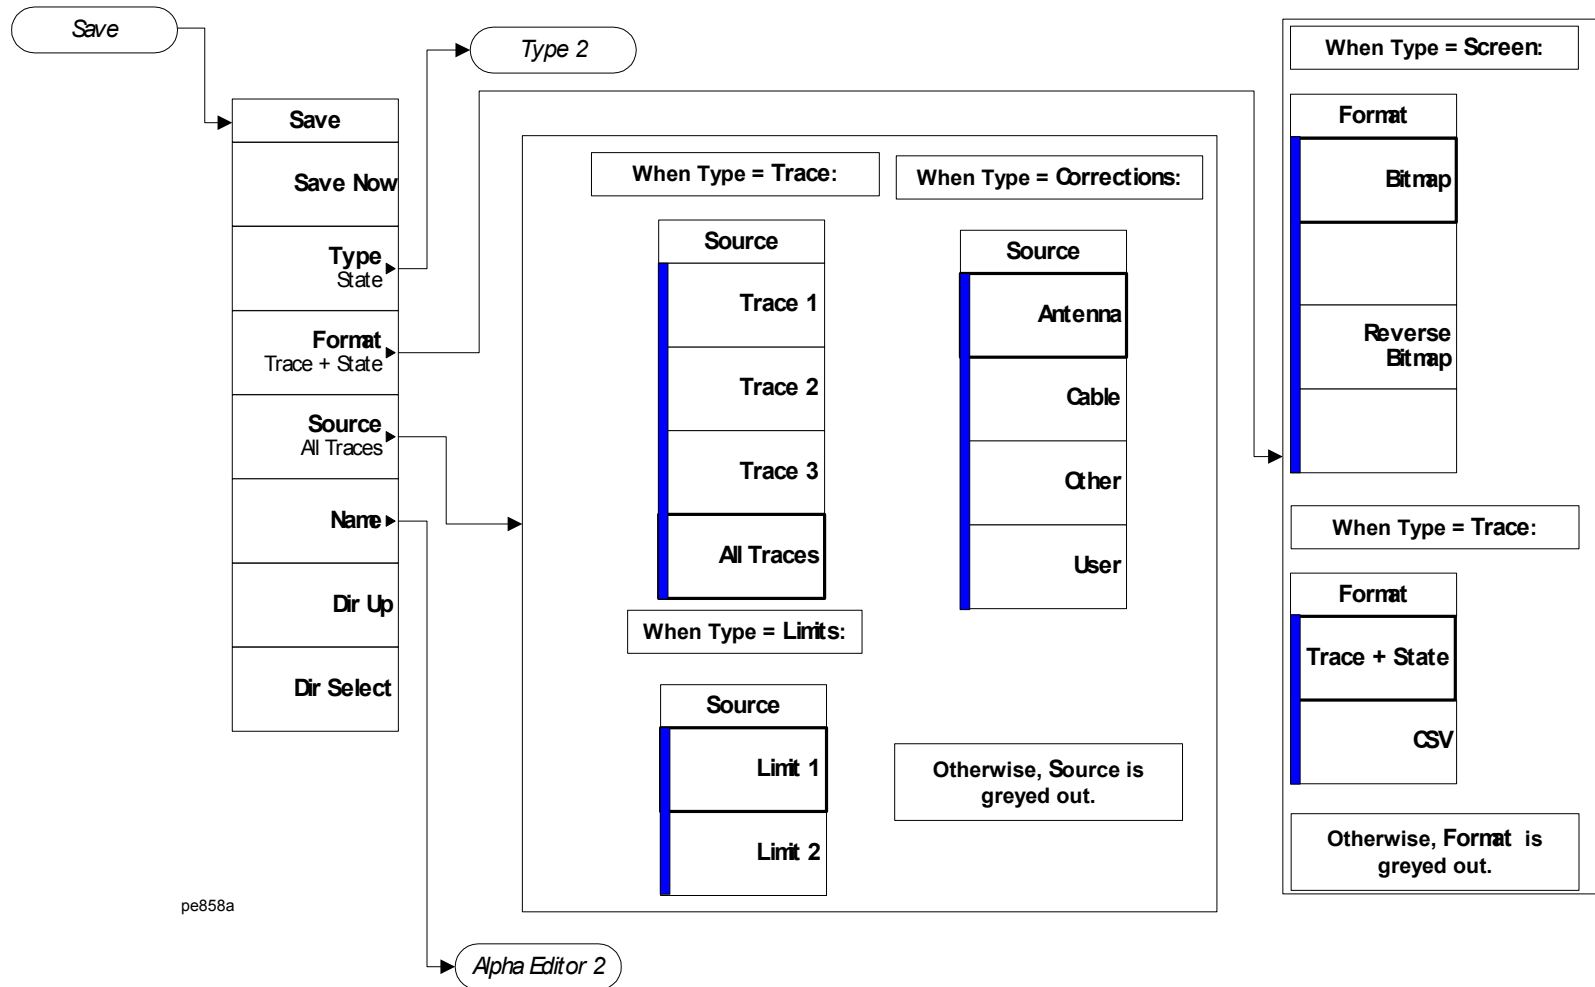 Save
Type 2
Save
Save Now
Type
State
Format
Trace + State
Source
All Traces
Name
Dir Up
Dir Select
When Type = Trace:
Source
Trace 1
Trace 2
Trace 3
All Traces
When Type = Corrections:
Source
Antenna
Cable
Other
User
When Type = Limits:
Source
Limit 1
Limit 2
Otherwise, Source is
greyed out.
When Type = Screen:
Format
Bitmap
Reverse
Bitmap
When Type = Trace:
Format
Trace + State
CSV
Otherwise, Format is
greyed out.
pe858a
Alpha Editor 2